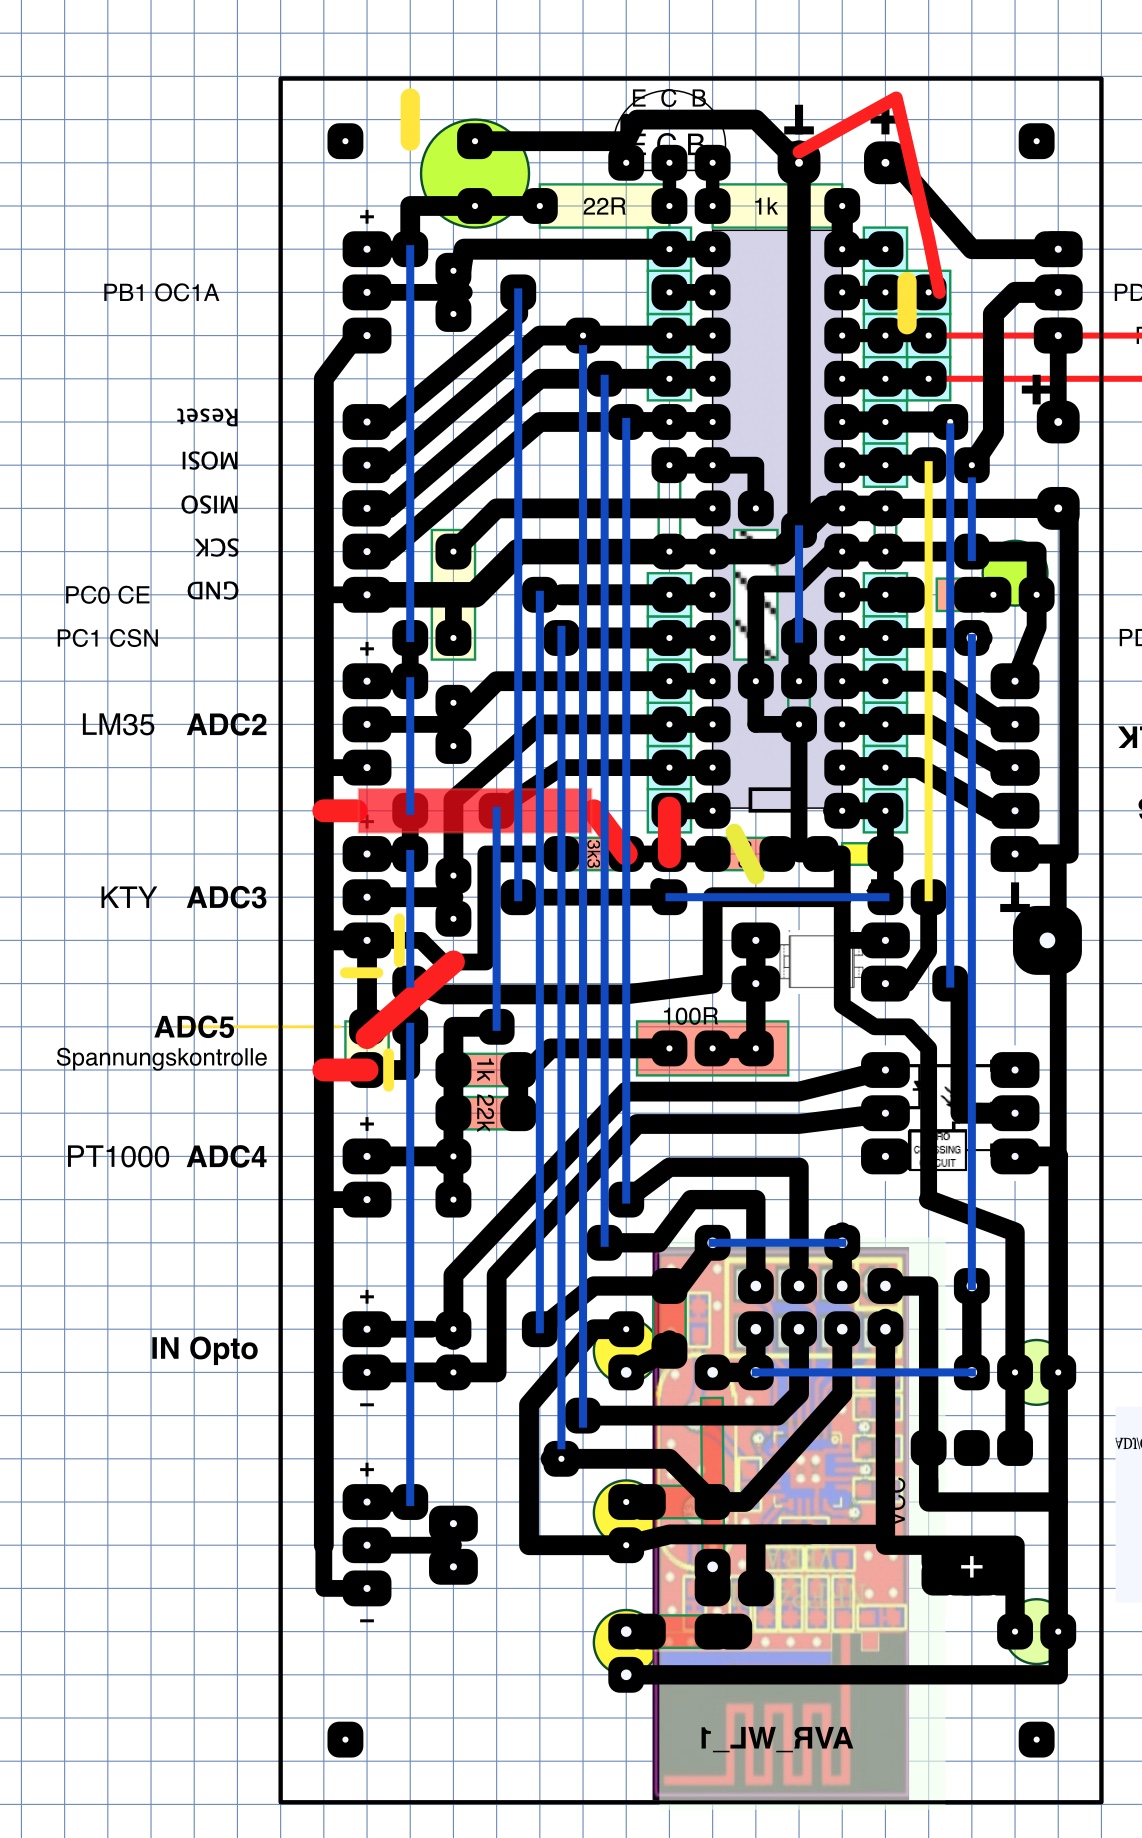 E C B
E C B
+
22R
1k
+
PB1 OC1A
PD
+
Reset
MOSI
MISO
SCK
PC0 CE
GND
PC1 CSN
PD
+
LM35 ADC2
+
3k3
KTY ADC3
100R
ADC5
Spannungskontrolle
1k
22k
+
PT1000 ADC4
+
IN Opto
−
+
VCC
+
−
AVR_WL_1